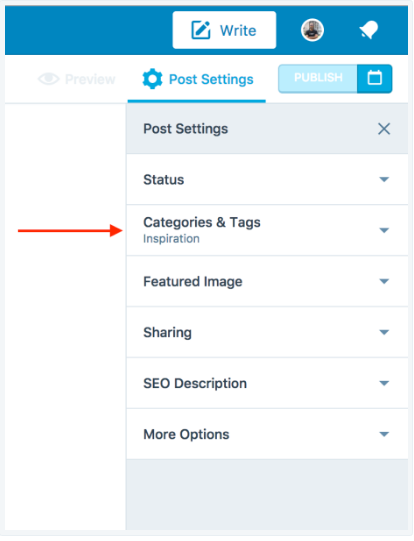 Write
Preview
Post Settings
PUBLISH
Post Settings
Status
Categories & Tags
Inspiration
Featured Image
Sharing
SEO Description
More Options